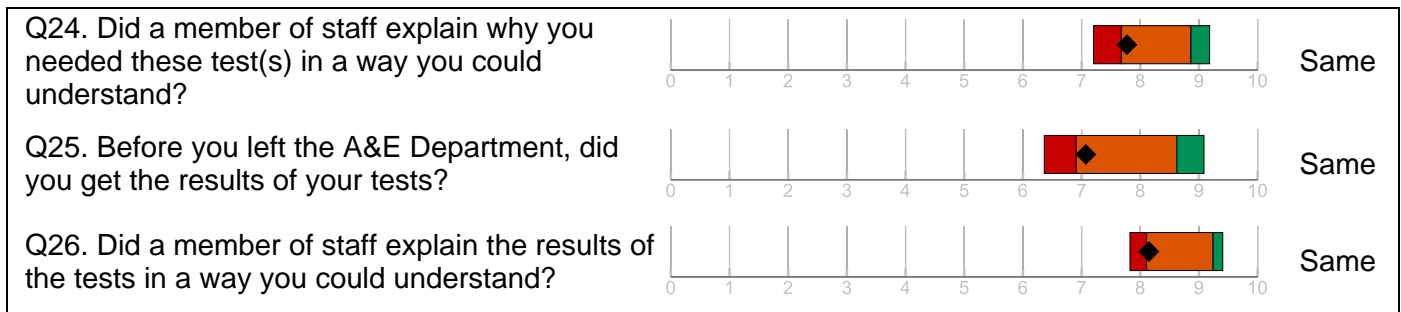 Q24. Did a member of staff explain why you
needed these test(s) in a way you could
understand?
0 1 2 3 4 5 6 7 8 9 10
Same
Q25. Before you left the A&E Department, did
you get the results of your tests?
0 1 2 3 4 5 6 7 8 9 10
Same
Q26. Did a member of staff explain the results of
the tests in a way you could understand?
0 1 2 3 4 5 6 7 8 9 10
Same